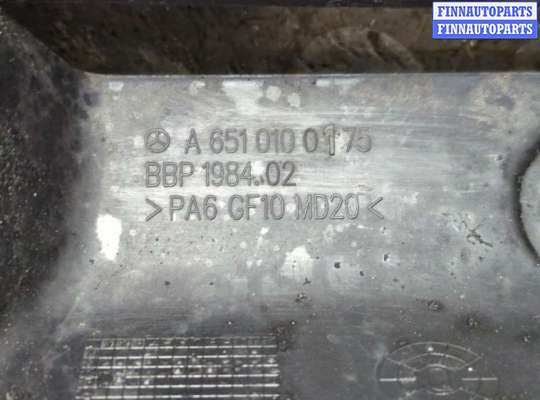 FINNAUTOPARTS
FINNAUTOPARTS
A 651 010 0175
BBP 1984.02
>PA6 GF10 MD20<